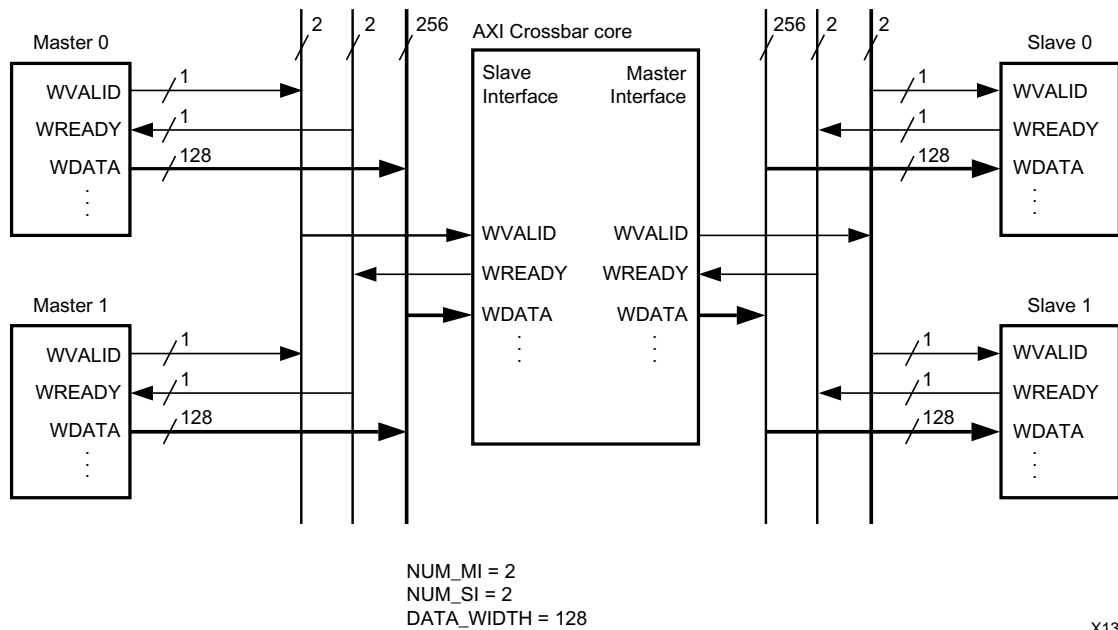 2
2
256
AXI Crossbar core
256
2
2
Master 0
Slave 0
WVALID
1
WREADY
1
WDATA
128
Slave
Interface
Master
Interface
1
WVALID
1
WREADY
128
WDATA
WVALID
WVALID
WREADY
WREADY
WDATA
WDATA
Master 1
Slave 1
WVALID
1
WREADY
1
WDATA
128
1
WVALID
1
WREADY
128
WDATA
NUM_MI = 2
NUM_SI = 2
DATA_WIDTH = 128
X13